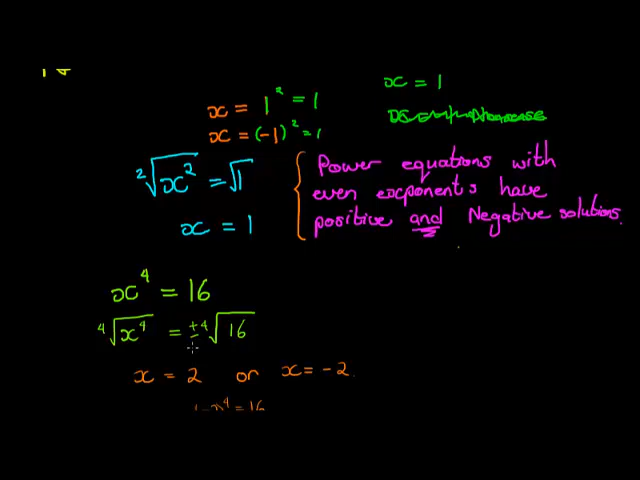 x = 1
x = 1² = 1
x = (-1)² = 1
²√x² = √1
x = 1
Power equations with
even exponents have
positive and Negative solutions.
x⁴ = 16
⁴√x⁴ = ± ⁴√16
x = 2 or x = -2